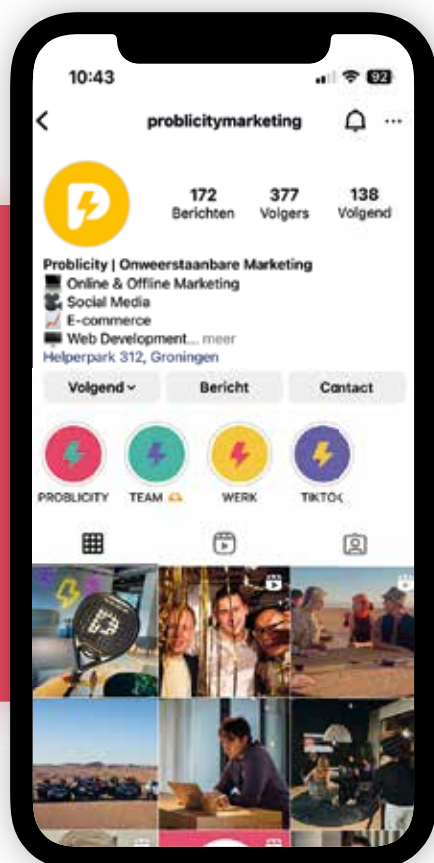 10:43
92
problicitymarketing
172 377 138
Berichten Volgers Volgend
Problicity | Onweerstaanbare Marketing
Online & Offline Marketing
Social Media
E-commerce
Web Development... meer
Helperpark 312, Groningen
Volgend Bericht Contact
PROBLICITY TEAM WERK TIKTOK